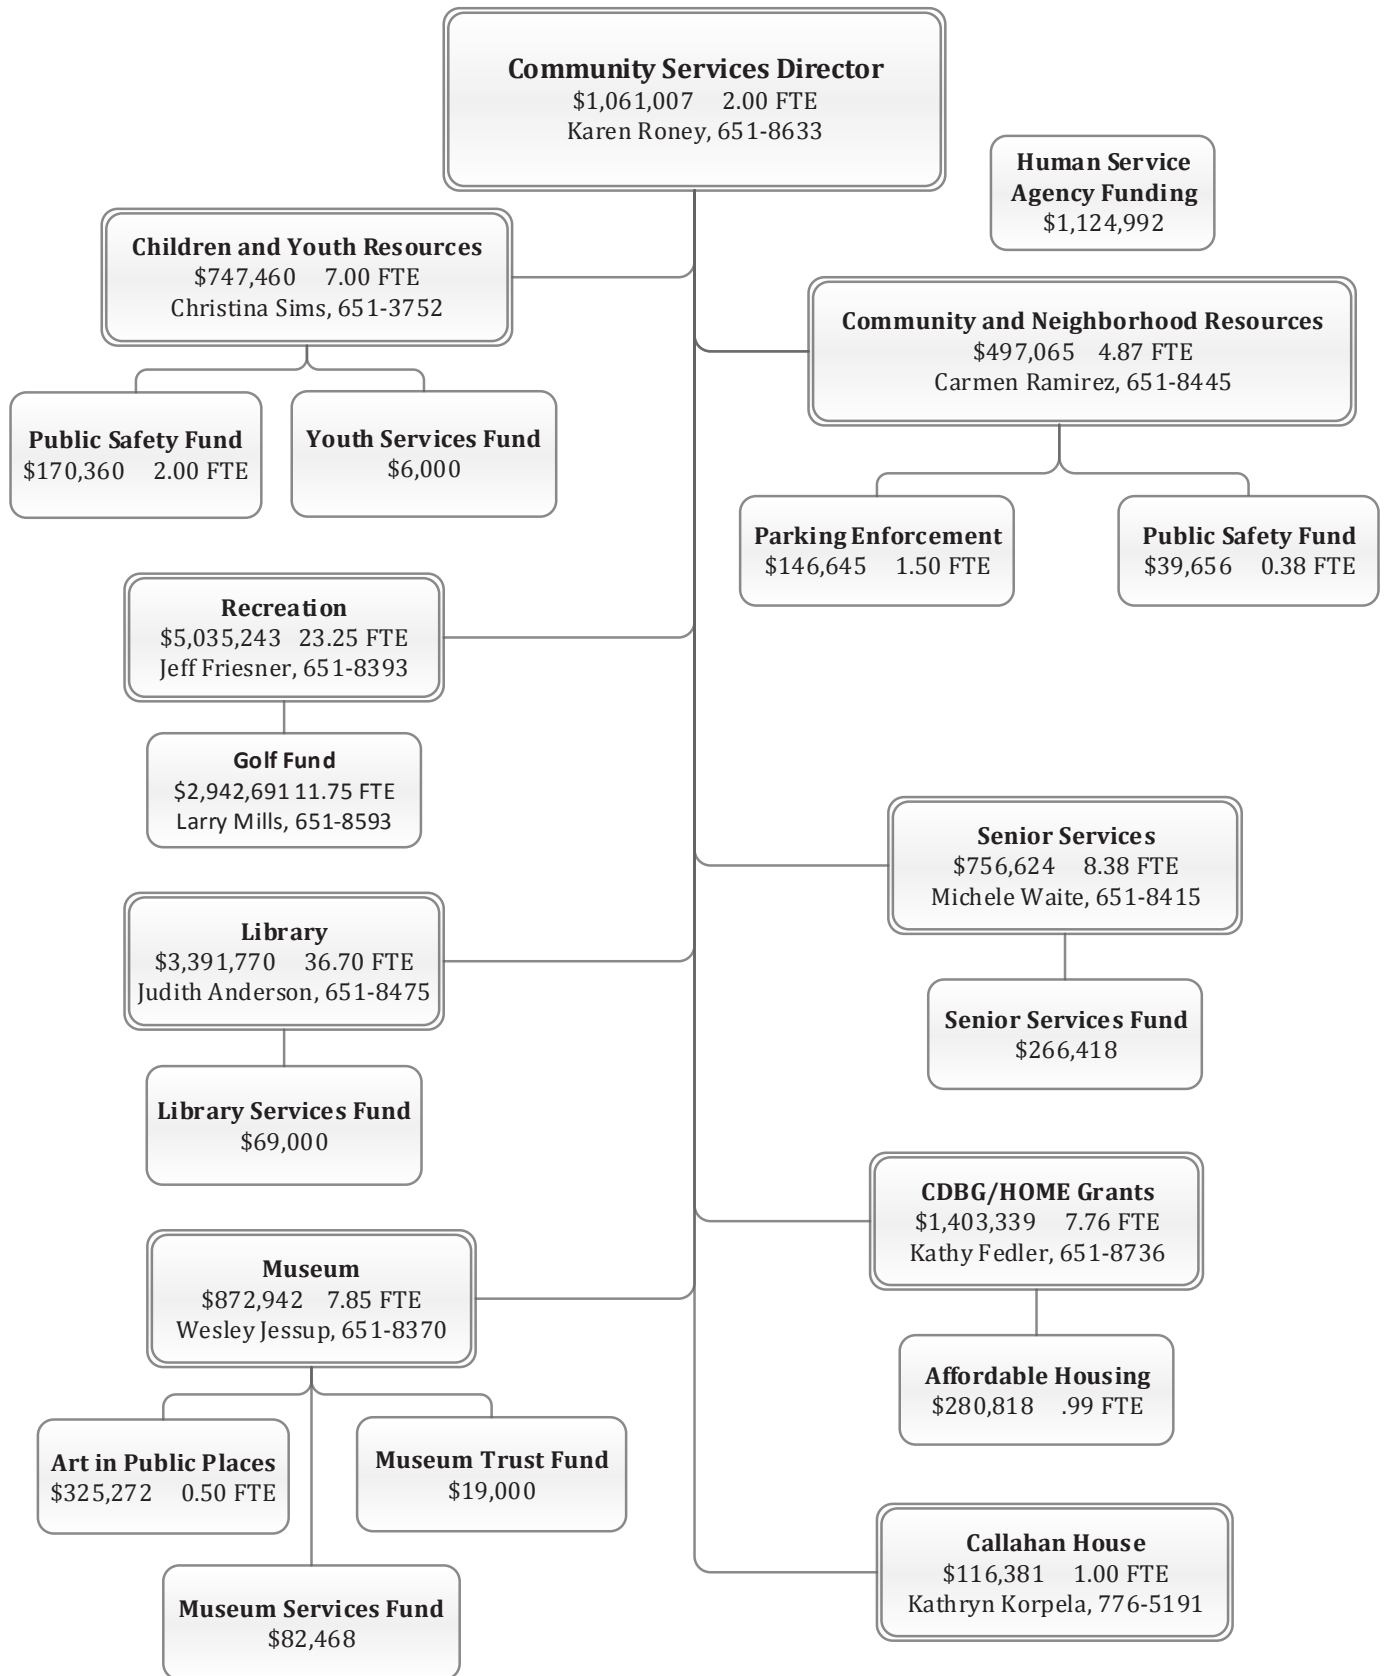 Community Services Director
$1,061,007 2.00 FTE
Karen Roney, 651-8633
Human Service
Agency Funding
$1,124,992
Children and Youth Resources
$747,460 7.00 FTE
Christina Sims, 651-3752
Community and Neighborhood Resources
$497,065 4.87 FTE
Carmen Ramirez, 651-8445
Public Safety Fund
$170,360 2.00 FTE
Youth Services Fund
$6,000
Parking Enforcement
$146,645 1.50 FTE
Public Safety Fund
$39,656 0.38 FTE
Recreation
$5,035,243 23.25 FTE
Jeff Friesner, 651-8393
Golf Fund
$2,942,691 11.75 FTE
Larry Mills, 651-8593
Senior Services
$756,624 8.38 FTE
Michele Waite, 651-8415
Library
$3,391,770 36.70 FTE
Judith Anderson, 651-8475
Senior Services Fund
$266,418
Library Services Fund
$69,000
CDBG/HOME Grants
$1,403,339 7.76 FTE
Kathy Fedler, 651-8736
Museum
$872,942 7.85 FTE
Wesley Jessup, 651-8370
Affordable Housing
$280,818 .99 FTE
Art in Public Places
$325,272 0.50 FTE
Museum Trust Fund
$19,000
Callahan House
$116,381 1.00 FTE
Kathryn Korpela, 776-5191
Museum Services Fund
$82,468